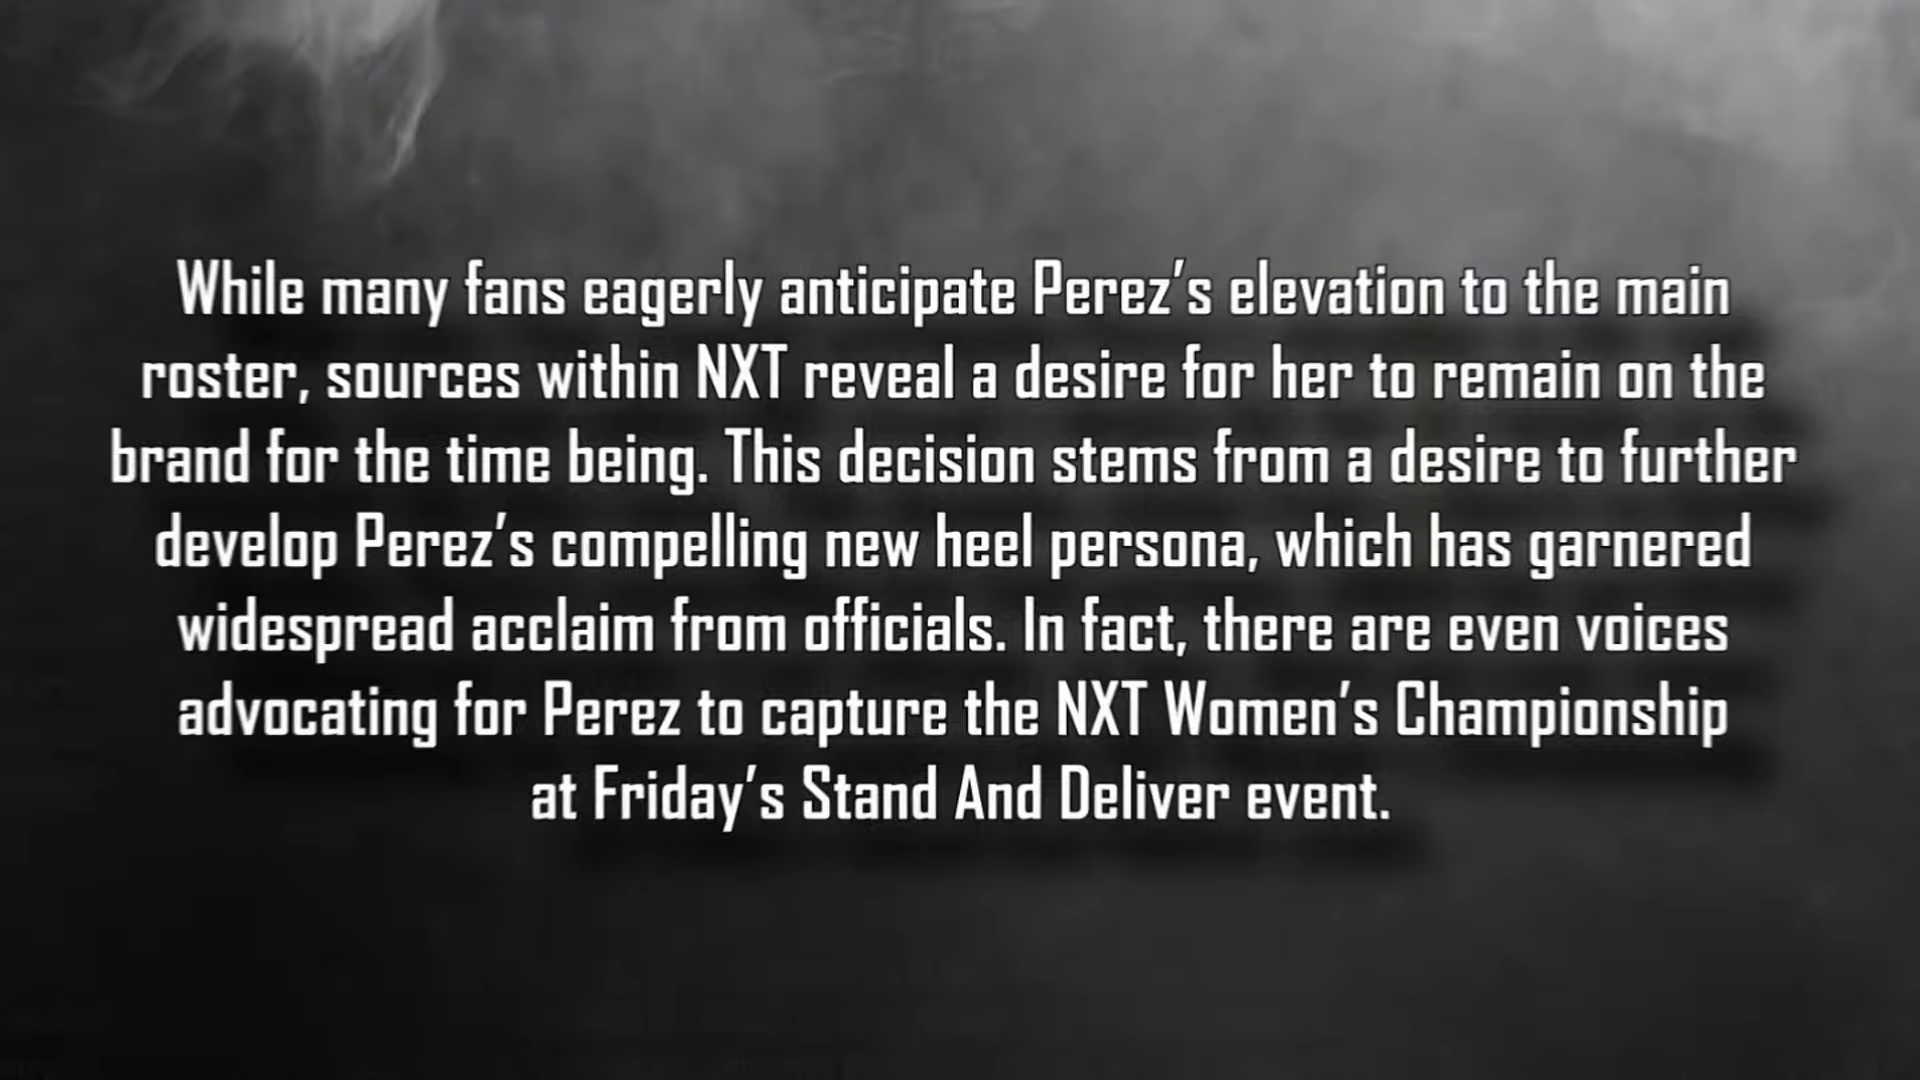 While many fans eagerly anticipate Perez’s elevation to the main
roster, sources within NXT reveal a desire for her to remain on the
brand for the time being. This decision stems from a desire to further
develop Perez’s compelling new heel persona, which has garnered
widespread acclaim from officials. In fact, there are even voices
advocating for Perez to capture the NXT Women’s Championship
at Friday’s Stand And Deliver event.